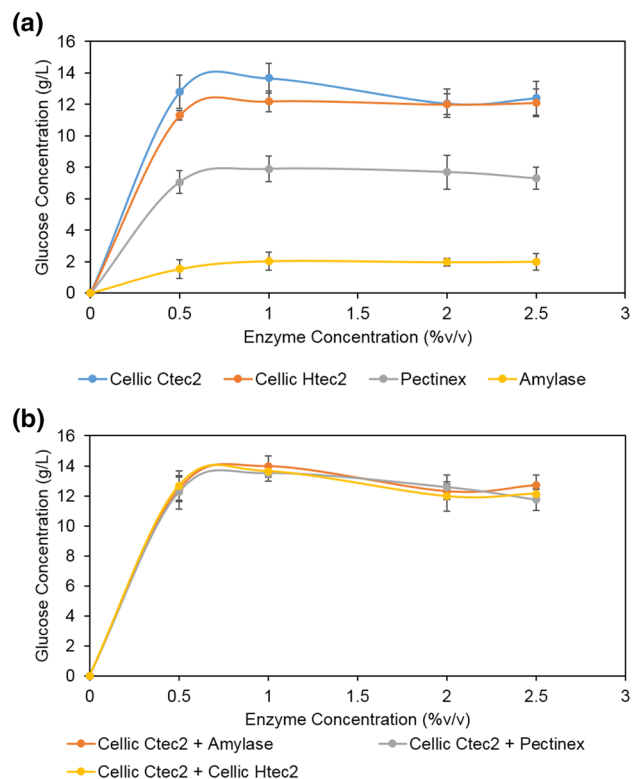 (a)
16
14
12
10
8
6
4
2
0
Glucose Concentration (g/L)
0 0.5 1 1.5 2 2.5 3
Enzyme Concentration (%v/v)
Cellic Ctec2 Cellic Htec2 Pectinex Amylase
(b)
16
14
12
10
8
6
4
2
0
Glucose Concentration (g/L)
0 0.5 1 1.5 2 2.5 3
Enzyme Concentration (%v/v)
Cellic Ctec2 + Amylase Cellic Ctec2 + Pectinex
Cellic Ctec2 + Cellic Htec2